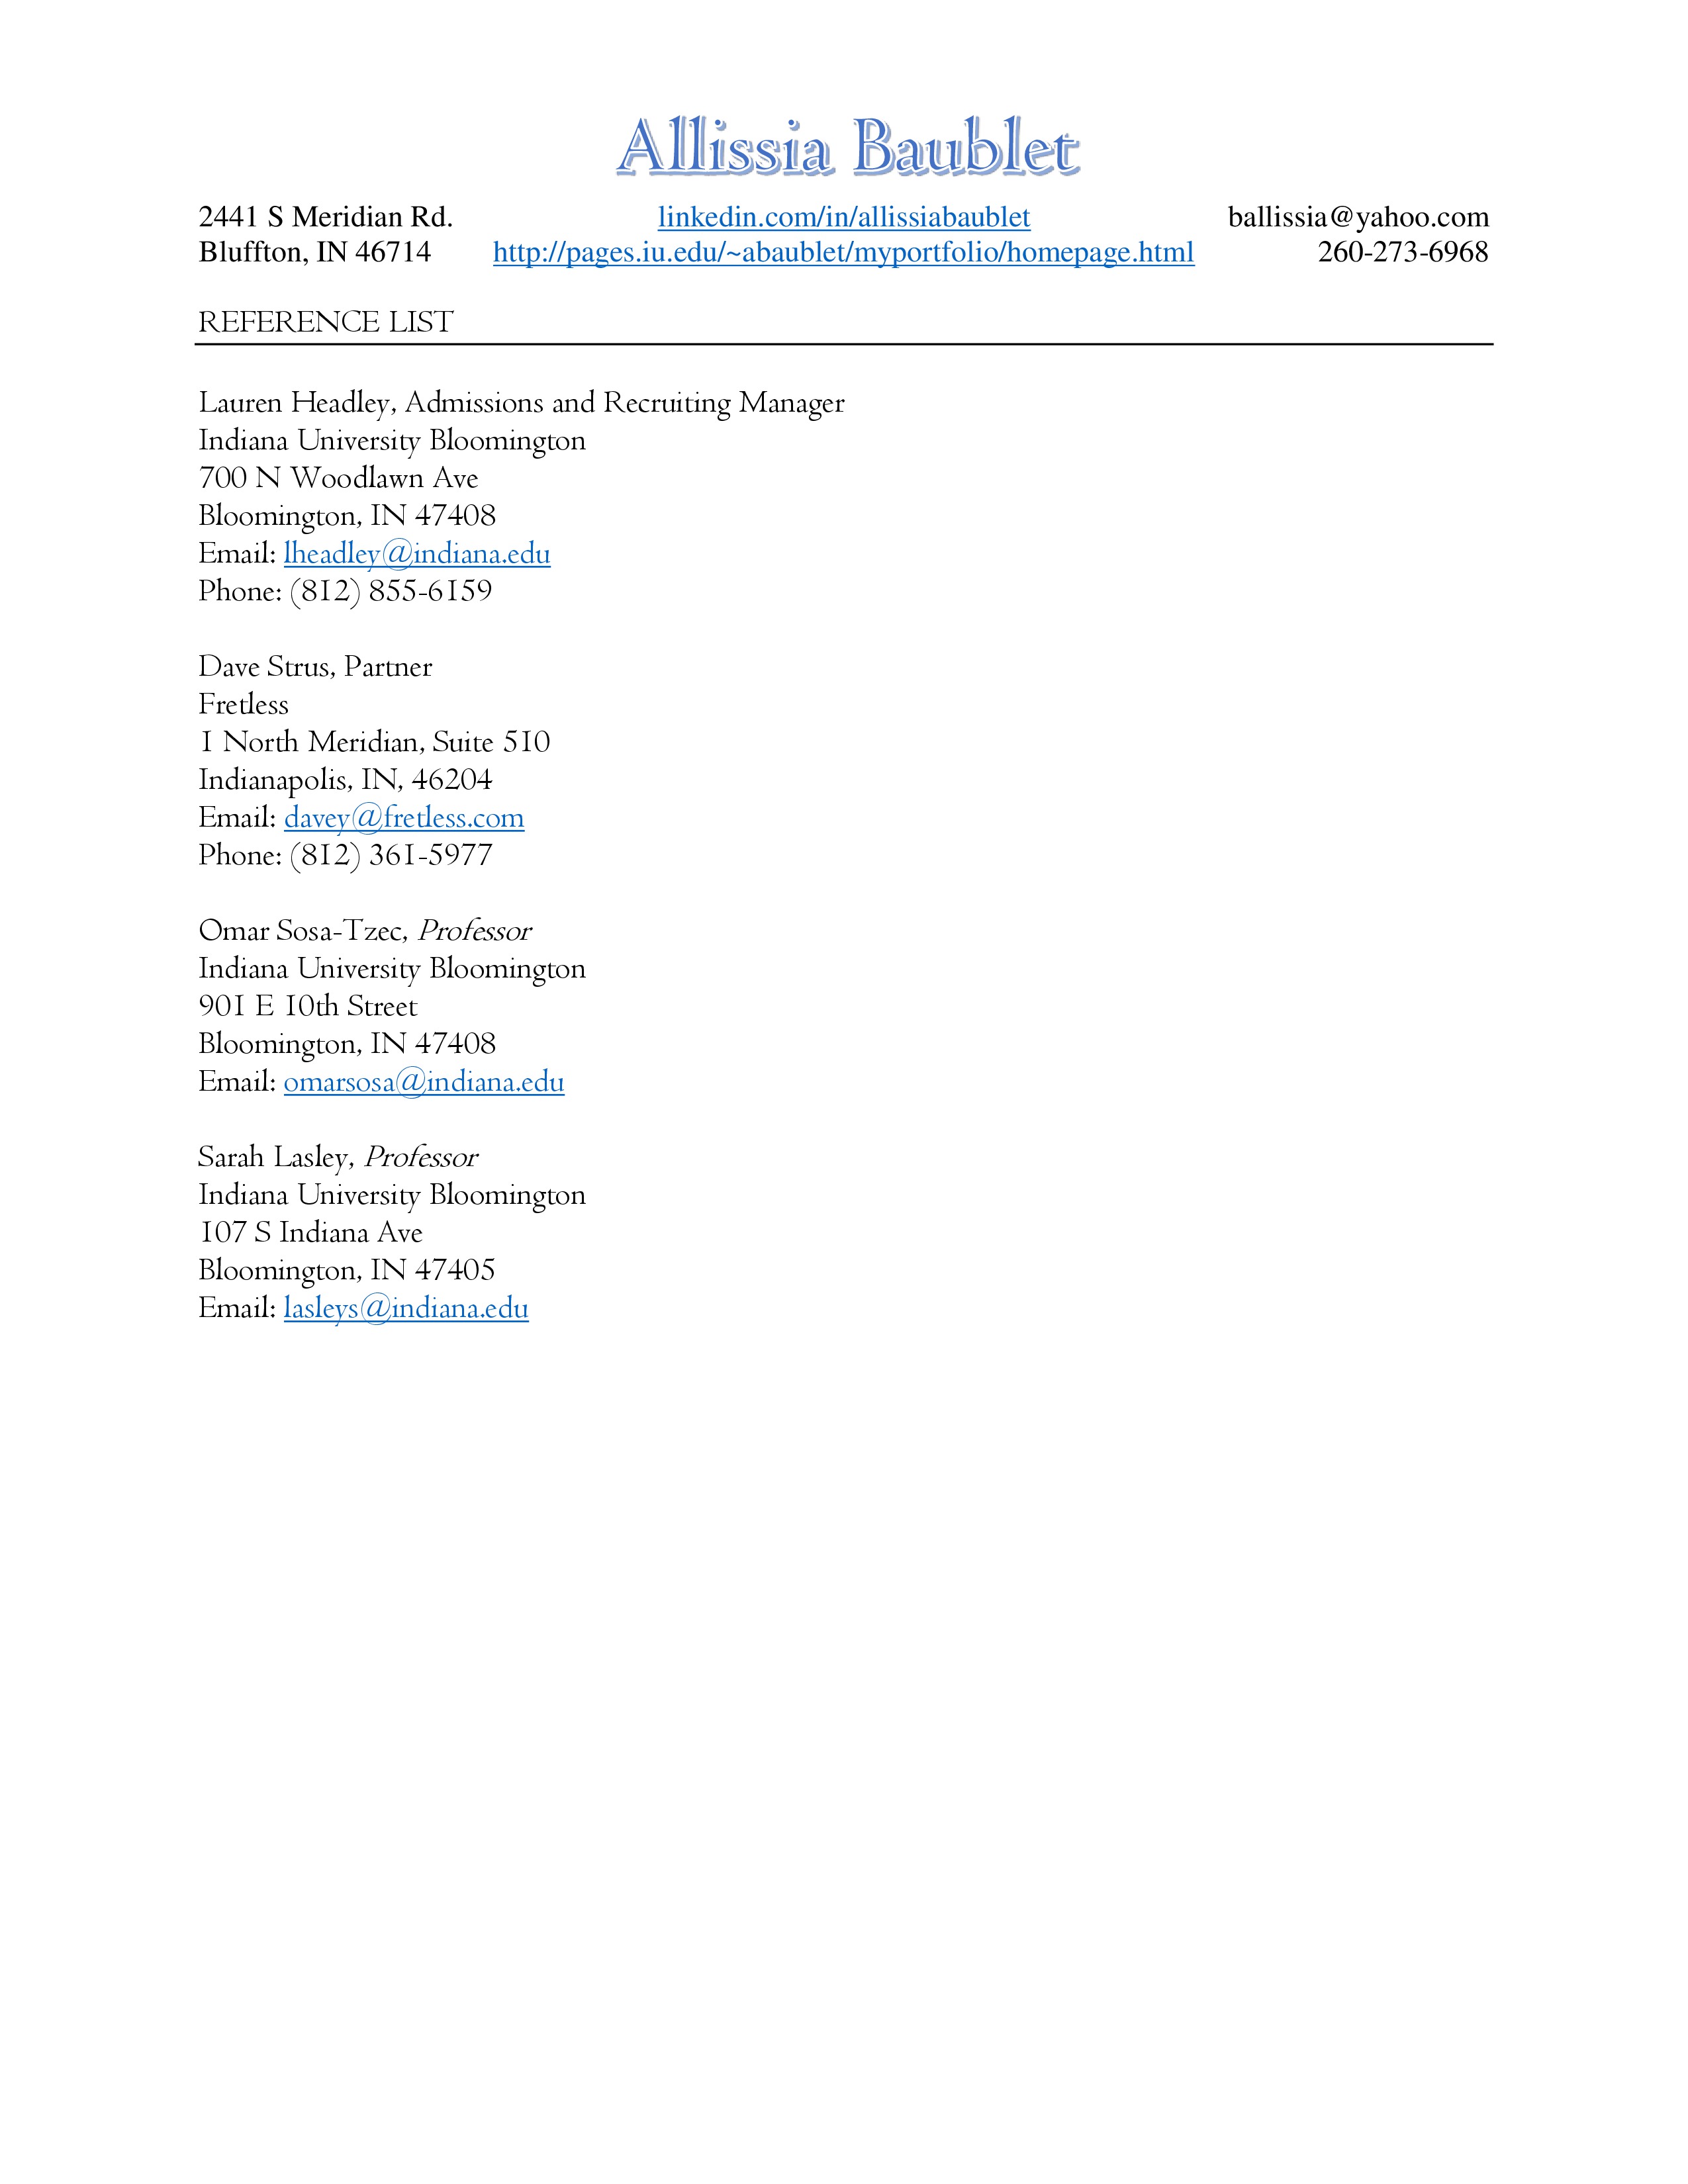 Allissia Baublet
2441 S Meridian Rd. linkedin.com/in/allissiabaublet ballissia@yahoo.com
Bluffton, IN 46714 http://pages.iu.edu/~abaublet/myportfolio/homepage.html 260-273-6968
REFERENCE LIST
Lauren Headley, Admissions and Recruiting Manager
Indiana University Bloomington
700 N Woodlawn Ave
Bloomington, IN 47408
Email: lheadley@indiana.edu
Phone: (812) 855-6159
Dave Strus, Partner
Fretless
1 North Meridian, Suite 510
Indianapolis, IN, 46204
Email: davey@fretless.com
Phone: (812) 361-5977
Omar Sosa-Tzec, Professor
Indiana University Bloomington
901 E 10th Street
Bloomington, IN 47408
Email: omarsosa@indiana.edu
Sarah Lasley, Professor
Indiana University Bloomington
107 S Indiana Ave
Bloomington, IN 47405
Email: lasleys@indiana.edu